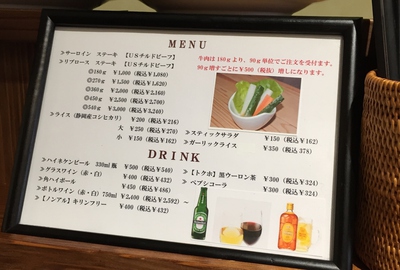 MENU
≫サーロイン ステーキ 【USチルドビーフ】
≫リブロース ステーキ 【USチルドビーフ】
◎180g ￥1,000 (税込￥1,080)
◎270g ￥1,500 (税込￥1,620)
◎360g ￥2,000 (税込￥2,160)
◎450g ￥2,500 (税込￥2,700)
◎540g ￥3,000 (税込￥3,240)
≫ライス (静岡産コシヒカリ) ￥200 (税込￥216)
大 ￥250 (税込￥270)
小 ￥150 (税込￥162)
牛肉は180gより、90g単位でご注文を受付ます。
90g増すごとに￥500(税抜)増しになります。
≫スティックサラダ ￥150 (税込￥162)
≫ガーリックライス ￥350 (税込 378)
DRINK
≫ハイネケンビール 330ml瓶 ￥500 (税込￥540)
≫グラスワイン (赤・白) ￥400 (税込￥432)
≫角ハイボール ￥450 (税込￥486)
≫ボトルワイン (赤・白) 750ml ￥2,400 (税込￥2,592) ～
≫【ノンアル】キリンフリー ￥400 (税込￥432)
≫【トクホ】黒ウーロン茶 ￥300 (税込￥324)
≫ペプシコーラ ￥300 (税込￥324)